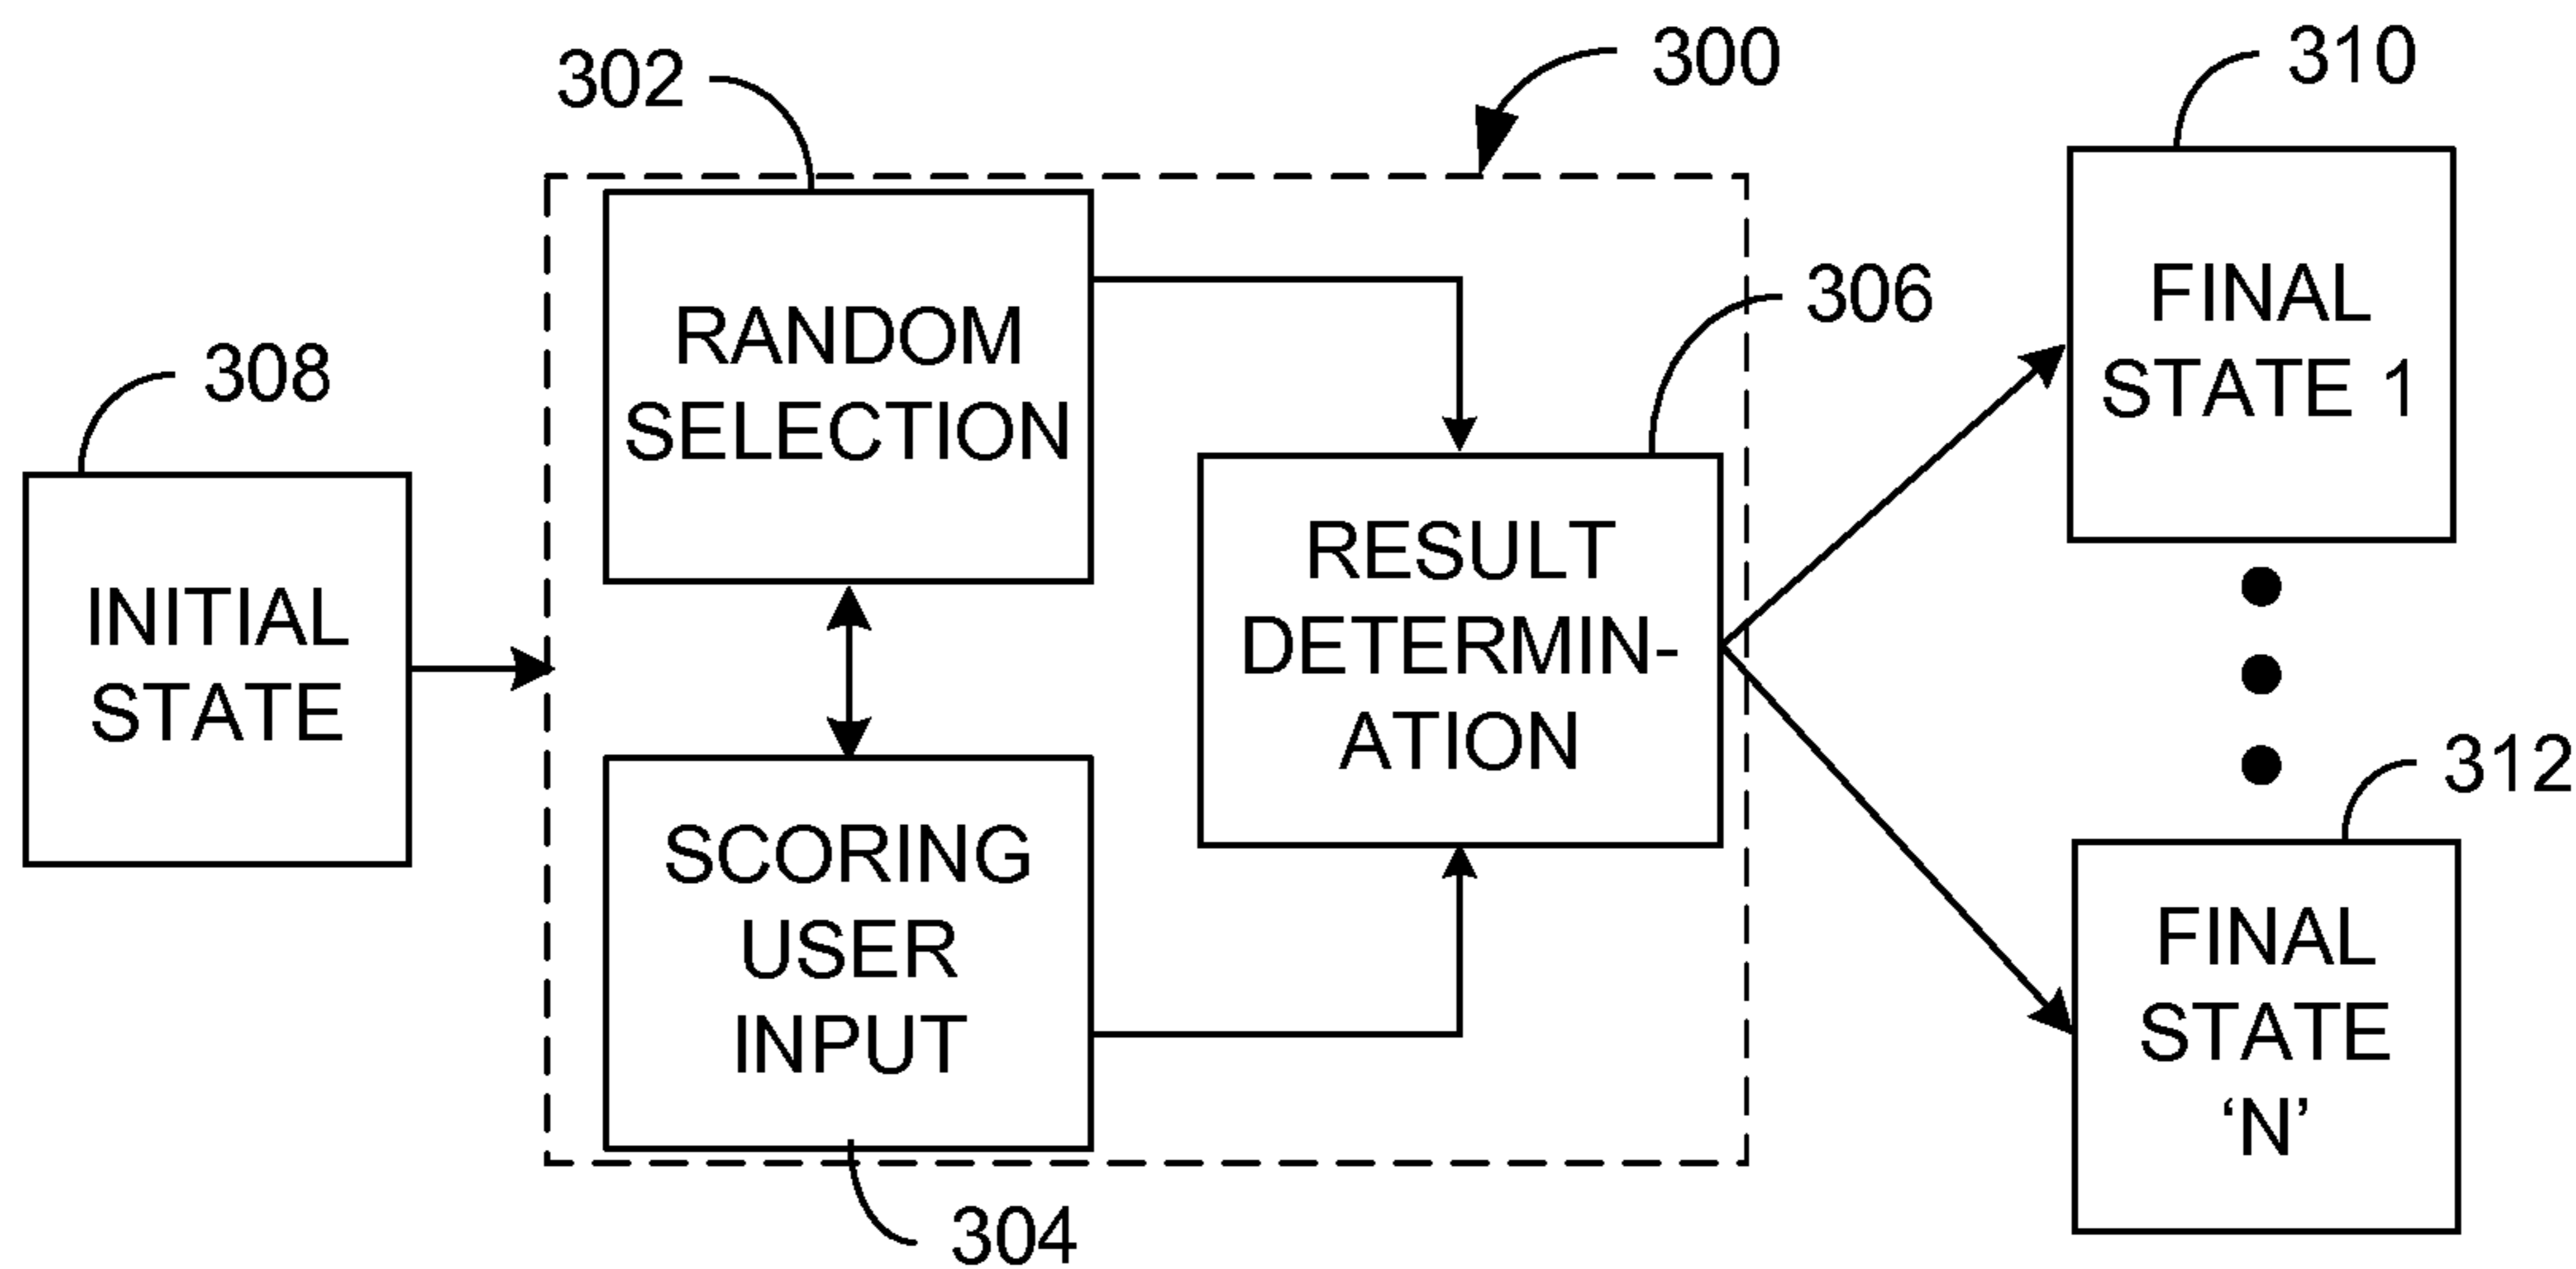 302
300
310
308
306
RANDOM
SELECTION
FINAL
STATE 1
INITIAL
STATE
RESULT
DETERMIN-
ATION
312
SCORING
USER
INPUT
FINAL
STATE
‘N’
304